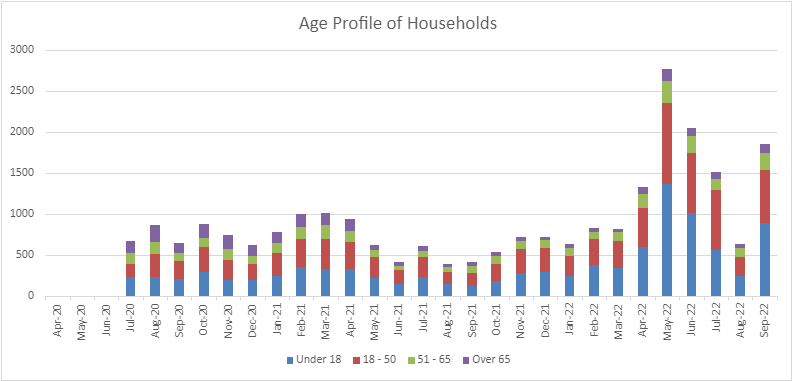 Age Profile of Households
3000
2500
2000
1500
1000
500
0
Apr-20 May-20 Jun-20 Jul-20 Aug-20 Sep-20 Oct-20 Nov-20 Dec-20 Jan-21 Feb-21 Mar-21 Apr-21 May-21 Jun-21 Jul-21 Aug-21 Sep-21 Oct-21 Nov-21 Dec-21 Jan-22 Feb-22 Mar-22 Apr-22 May-22 Jun-22 Jul-22 Aug-22 Sep-22
Under 18 18 - 50 51 - 65 Over 65